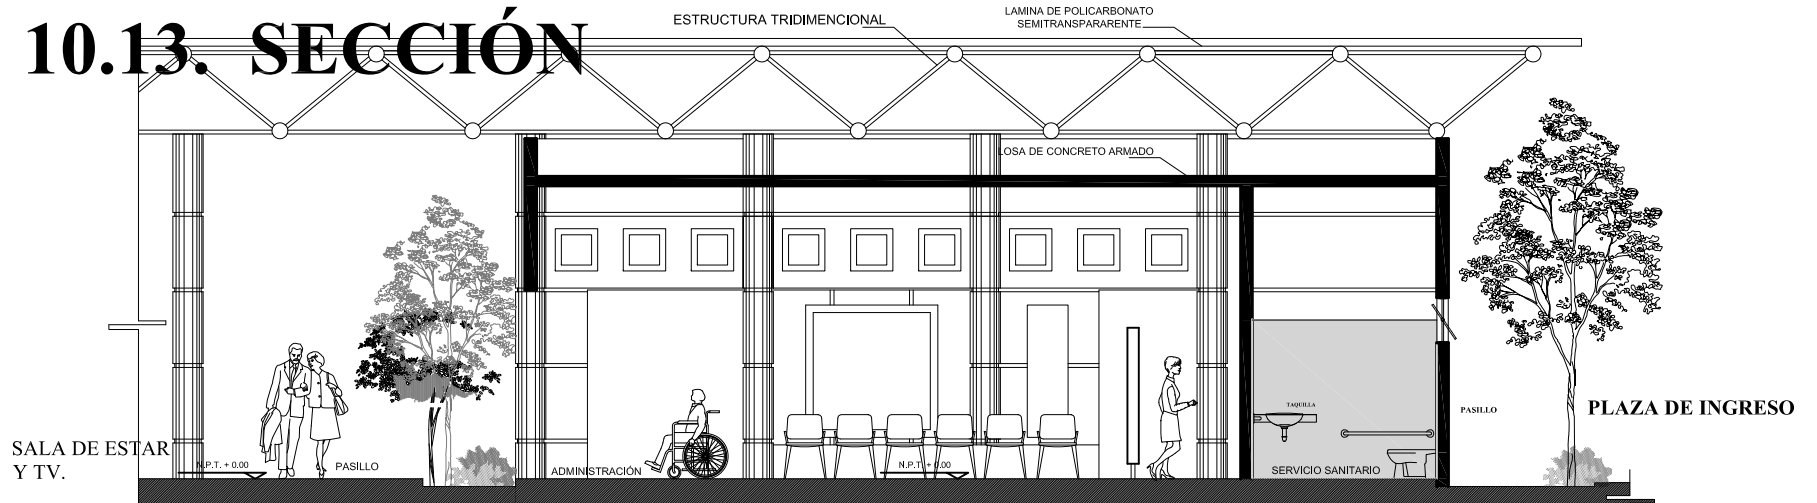 10.13. SECCIÓN
ESTRUCTURA TRIDIMENCIONAL
LAMINA DE POLICARBONATO
SEMITRANSPARARENTE
LOSA DE CONCRETO ARMADO
SALA DE ESTAR
Y TV.
N.P.T. + 0.00
PASILLO
ADMINISTRACIÓN
N.P.T. + 0.00
TAQUILLA
SERVICIO SANITARIO
PASILLO
PLAZA DE INGRESO